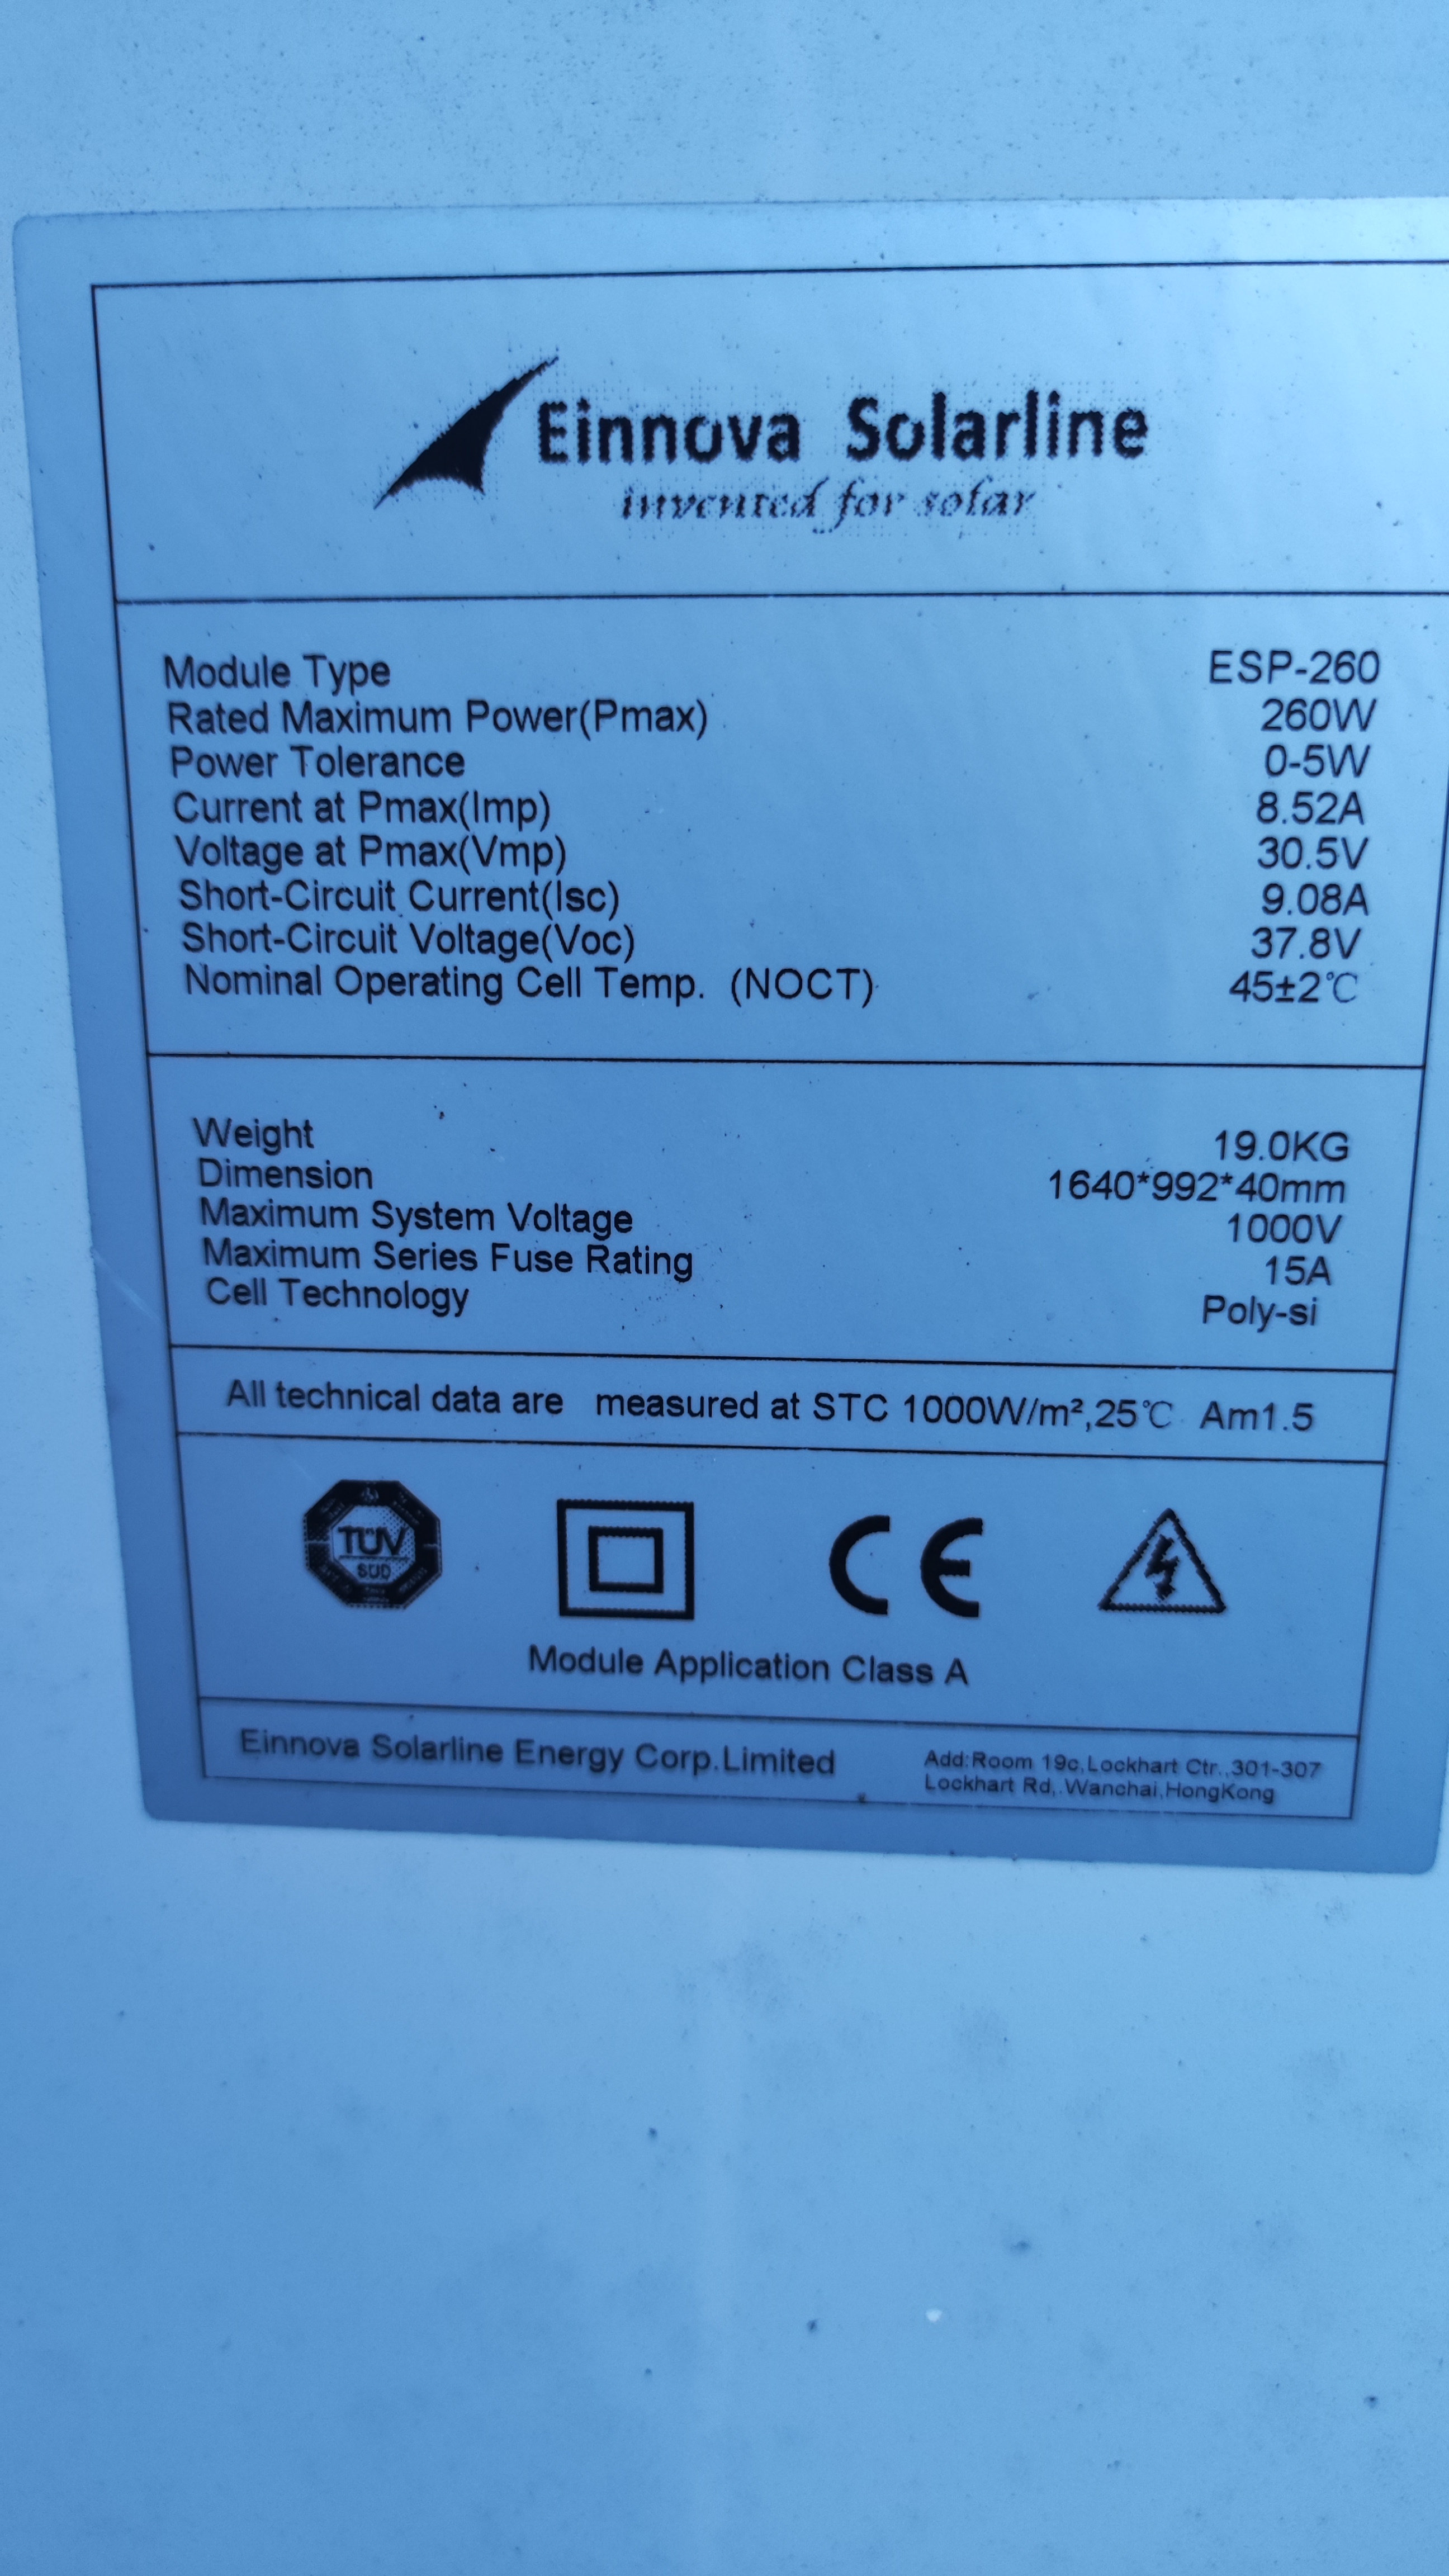 Einnova Solarline
invented for solar
Module Type ESP-260
Rated Maximum Power(Pmax) 260W
Power Tolerance 0-5W
Current at Pmax(Imp) 8.52A
Voltage at Pmax(Vmp) 30.5V
Short-Circuit Current(Isc) 9.08A
Short-Circuit Voltage(Voc) 37.8V
Nominal Operating Cell Temp. (NOCT) 45±2℃
Weight 19.0KG
Dimension 1640*992*40mm
Maximum System Voltage 1000V
Maximum Series Fuse Rating 15A
Cell Technology Poly-si
All technical data are measured at STC 1000W/m²,25℃ Am1.5
TÜV
SÜD
CE
Module Application Class A
Einnova Solarline Energy Corp.Limited
Add:Room 19c,Lockhart Ctr.,301-307
Lockhart Rd,.Wanchai,HongKong